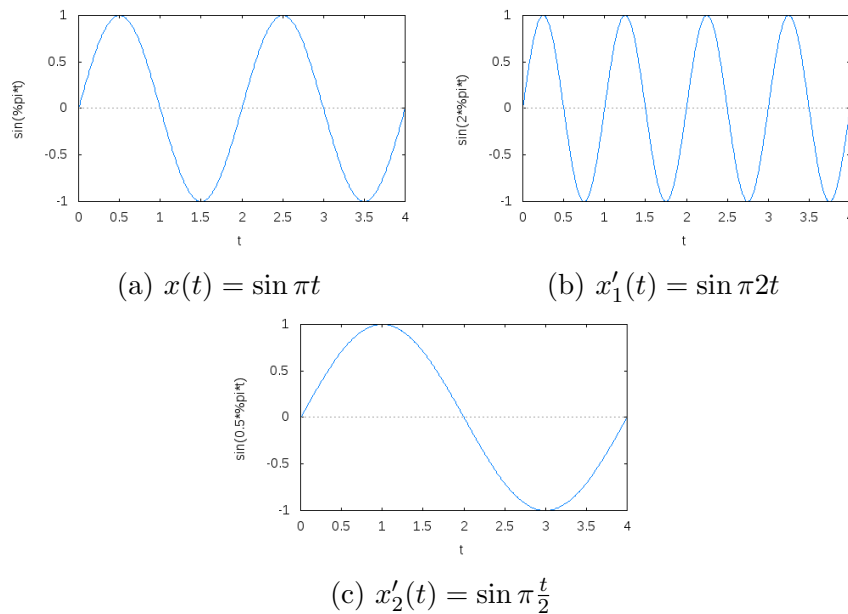 1
0.5
0
-0.5
-1
sin(%pi*t)
0 0.5 1 1.5 2 2.5 3 3.5 4
t
(a) x(t) = sin πt
1
0.5
0
-0.5
-1
sin(2*%pi*t)
0 0.5 1 1.5 2 2.5 3 3.5 4
t
(b) x′₁(t) = sin π2t
1
0.5
0
-0.5
-1
sin(0.5*%pi*t)
0 0.5 1 1.5 2 2.5 3 3.5 4
t
(c) x′₂(t) = sin π t/2